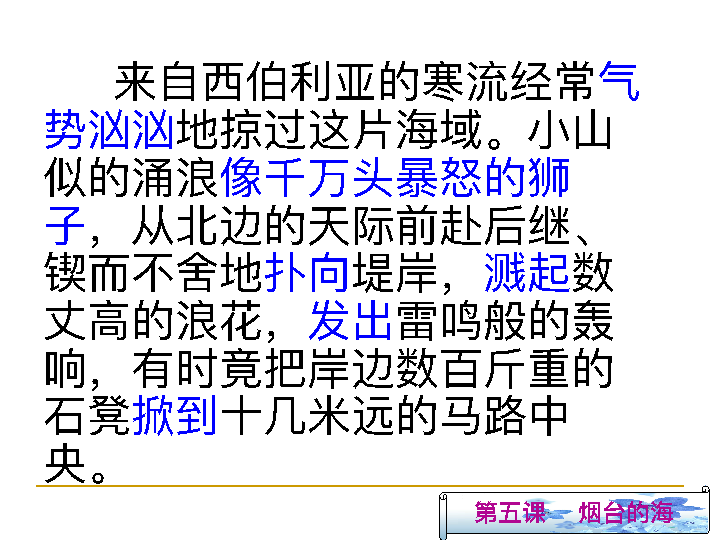 来自西伯利亚的寒流经常气
势汹汹地掠过这片海域。小山
似的涌浪像千万头暴怒的狮
子，从北边的天际前赴后继、
锲而不舍地扑向堤岸，溅起数
丈高的浪花，发出雷鸣般的轰
响，有时竟把岸边数百斤重的
石凳掀到十几米远的马路中
央。
第五课 烟台的海